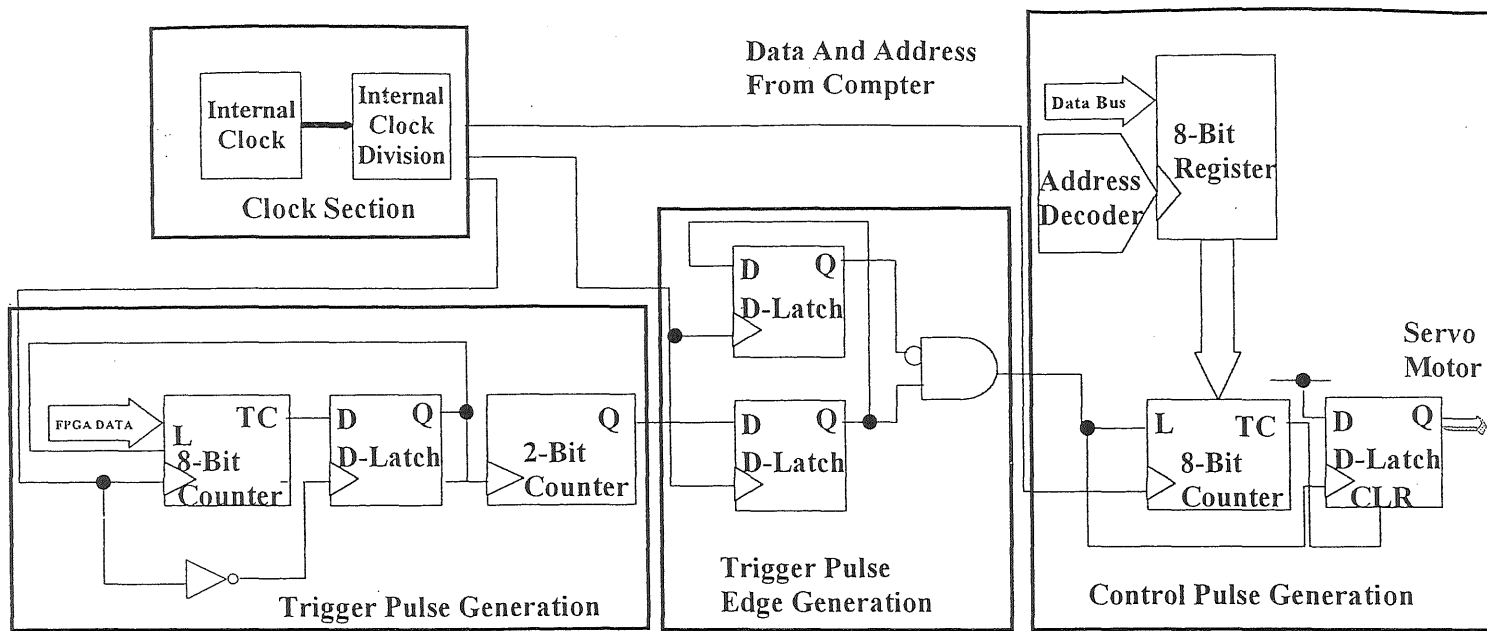 Internal
Clock
Internal
Clock
Division
Clock Section
Data And Address
From Compter
Data Bus
8-Bit
Register
Address
Decoder
D Q
D-Latch
D Q
D-Latch
Trigger Pulse
Edge Generation
FPGA DATA
L TC
8-Bit
Counter
D Q
D-Latch
Q
2-Bit
Counter
Trigger Pulse Generation
L TC
8-Bit
Counter
D Q
D-Latch
CLR
Servo
Motor
Control Pulse Generation